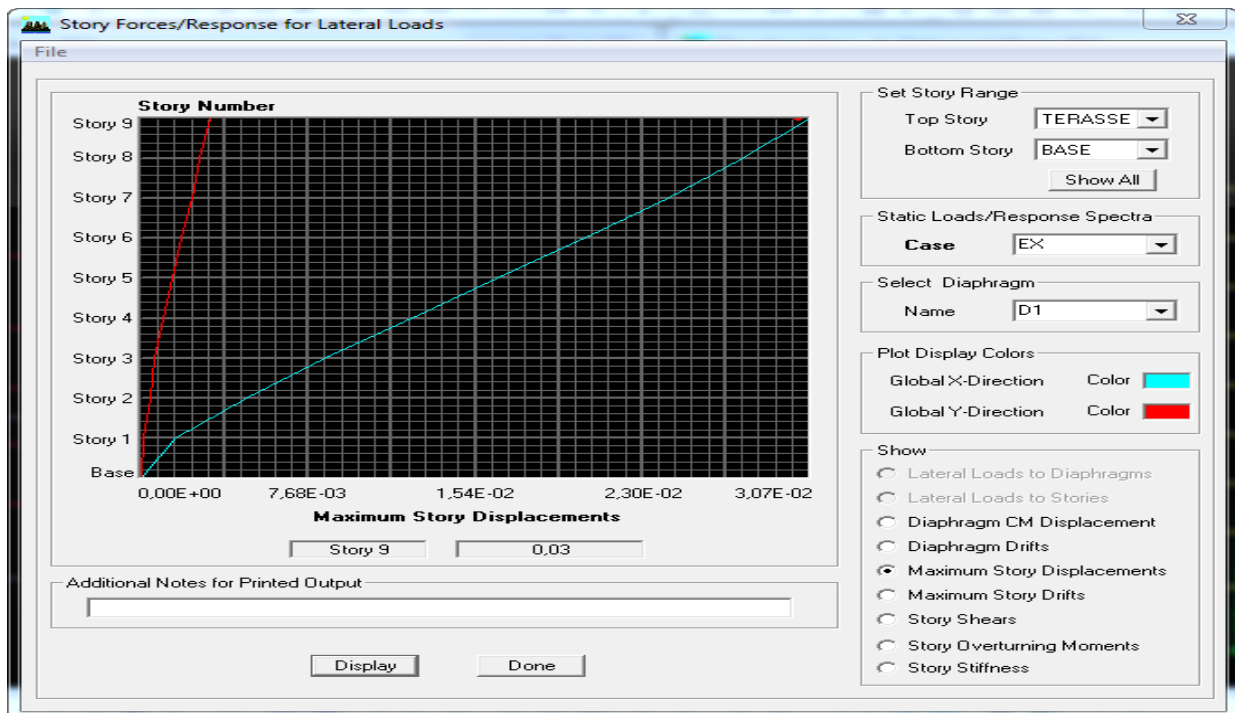 Story Forces/Response for Lateral Loads
File
Story Number
Story 9
Story 8
Story 7
Story 6
Story 5
Story 4
Story 3
Story 2
Story 1
Base
0,00E+00 7,68E-03 1,54E-02 2,30E-02 3,07E-02
Maximum Story Displacements
Story 9 0,03
Additional Notes for Printed Output
Display Done
Set Story Range
Top Story TERASSE
Bottom Story BASE
Show All
Static Loads/Response Spectra
Case EX
Select Diaphragm
Name D1
Plot Display Colors
Global X-Direction Color
Global Y-Direction Color
Show
Lateral Loads to Diaphragms
Lateral Loads to Stories
Diaphragm CM Displacement
Diaphragm Drifts
Maximum Story Displacements
Maximum Story Drifts
Story Shears
Story Overturning Moments
Story Stiffness